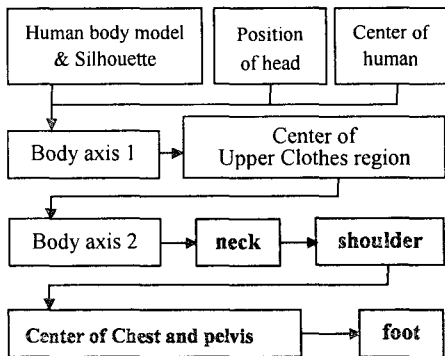 Human body model
& Silhouette
Position
of head
Center of
human
Body axis 1
Center of
Upper Clothes region
Body axis 2
neck
shoulder
Center of Chest and pelvis
foot